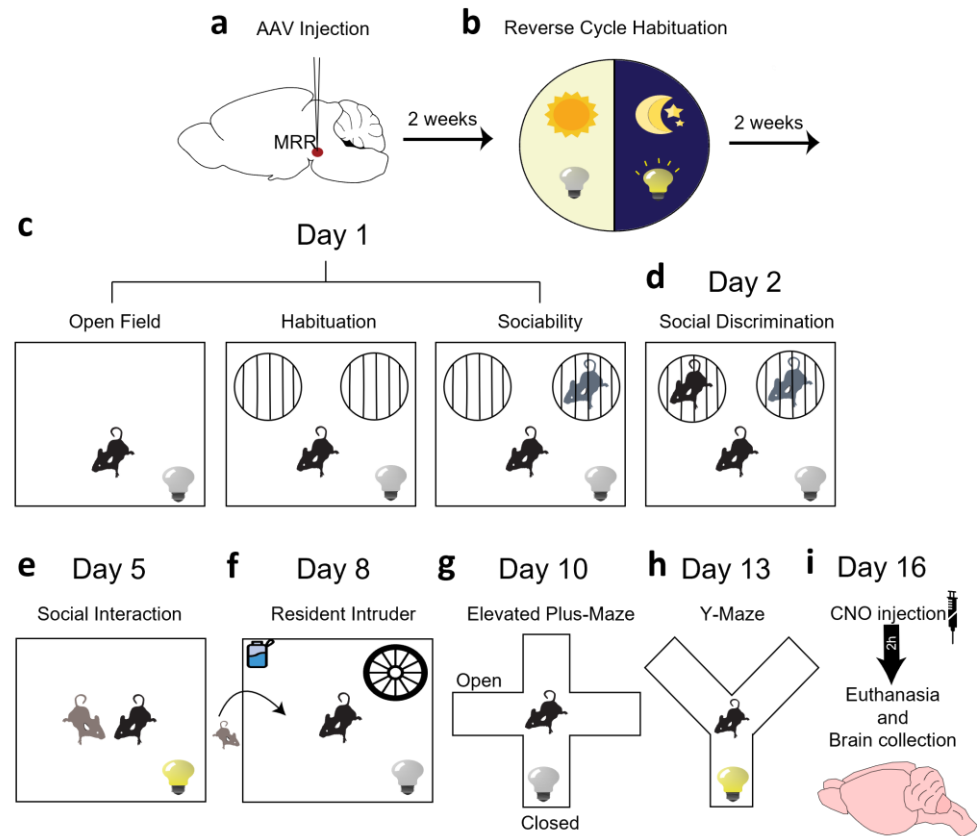 a AAV Injection
b Reverse Cycle Habituation
MRR
2 weeks
2 weeks
c
Day 1
d Day 2
Open Field
Habituation
Sociability
Social Discrimination
e Day 5
Social Interaction
f Day 8
Resident Intruder
g Day 10
Elevated Plus-Maze
Open
Closed
h Day 13
Y-Maze
i Day 16
CNO injection
2h
Euthanasia
and
Brain collection